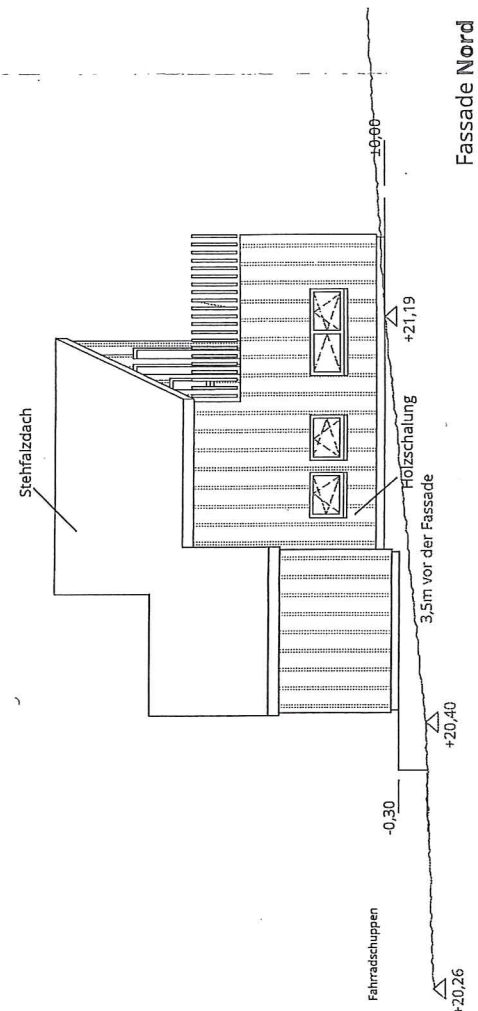 Stehfalzdach
±0,00
+21,19
Holzschalung
3,5m vor der Fassade
+20,40
-0,30
Fahrradschuppen
+20,26
Fassade Nord